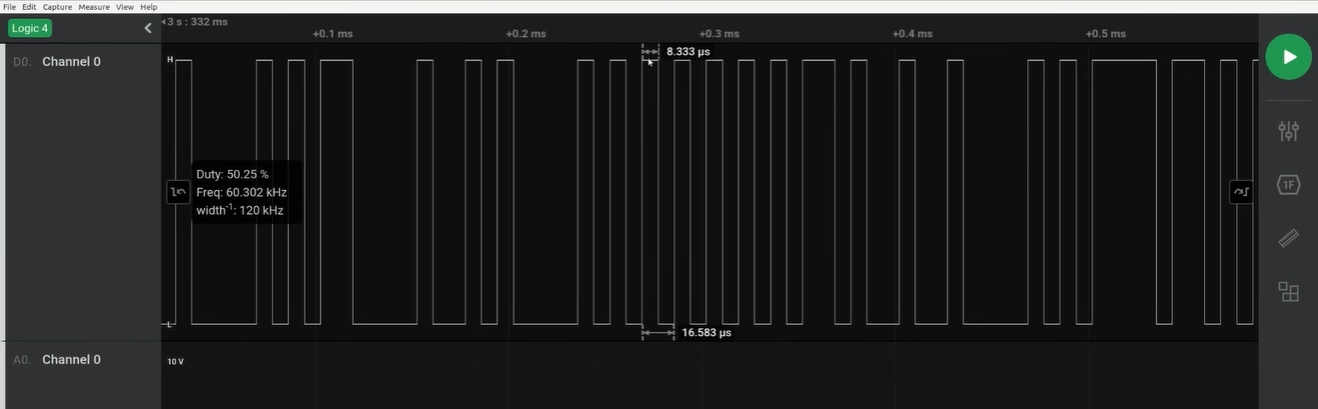 File Edit Capture Measure View Help
Logic 4
3 s : 332 ms
+0.1 ms +0.2 ms +0.3 ms +0.4 ms +0.5 ms
8.333 µs
D0. Channel 0
H
Duty: 50.25 %
Freq: 60.302 kHz
width-1: 120 kHz
1F
L
16.583 µs
A0. Channel 0
10 V